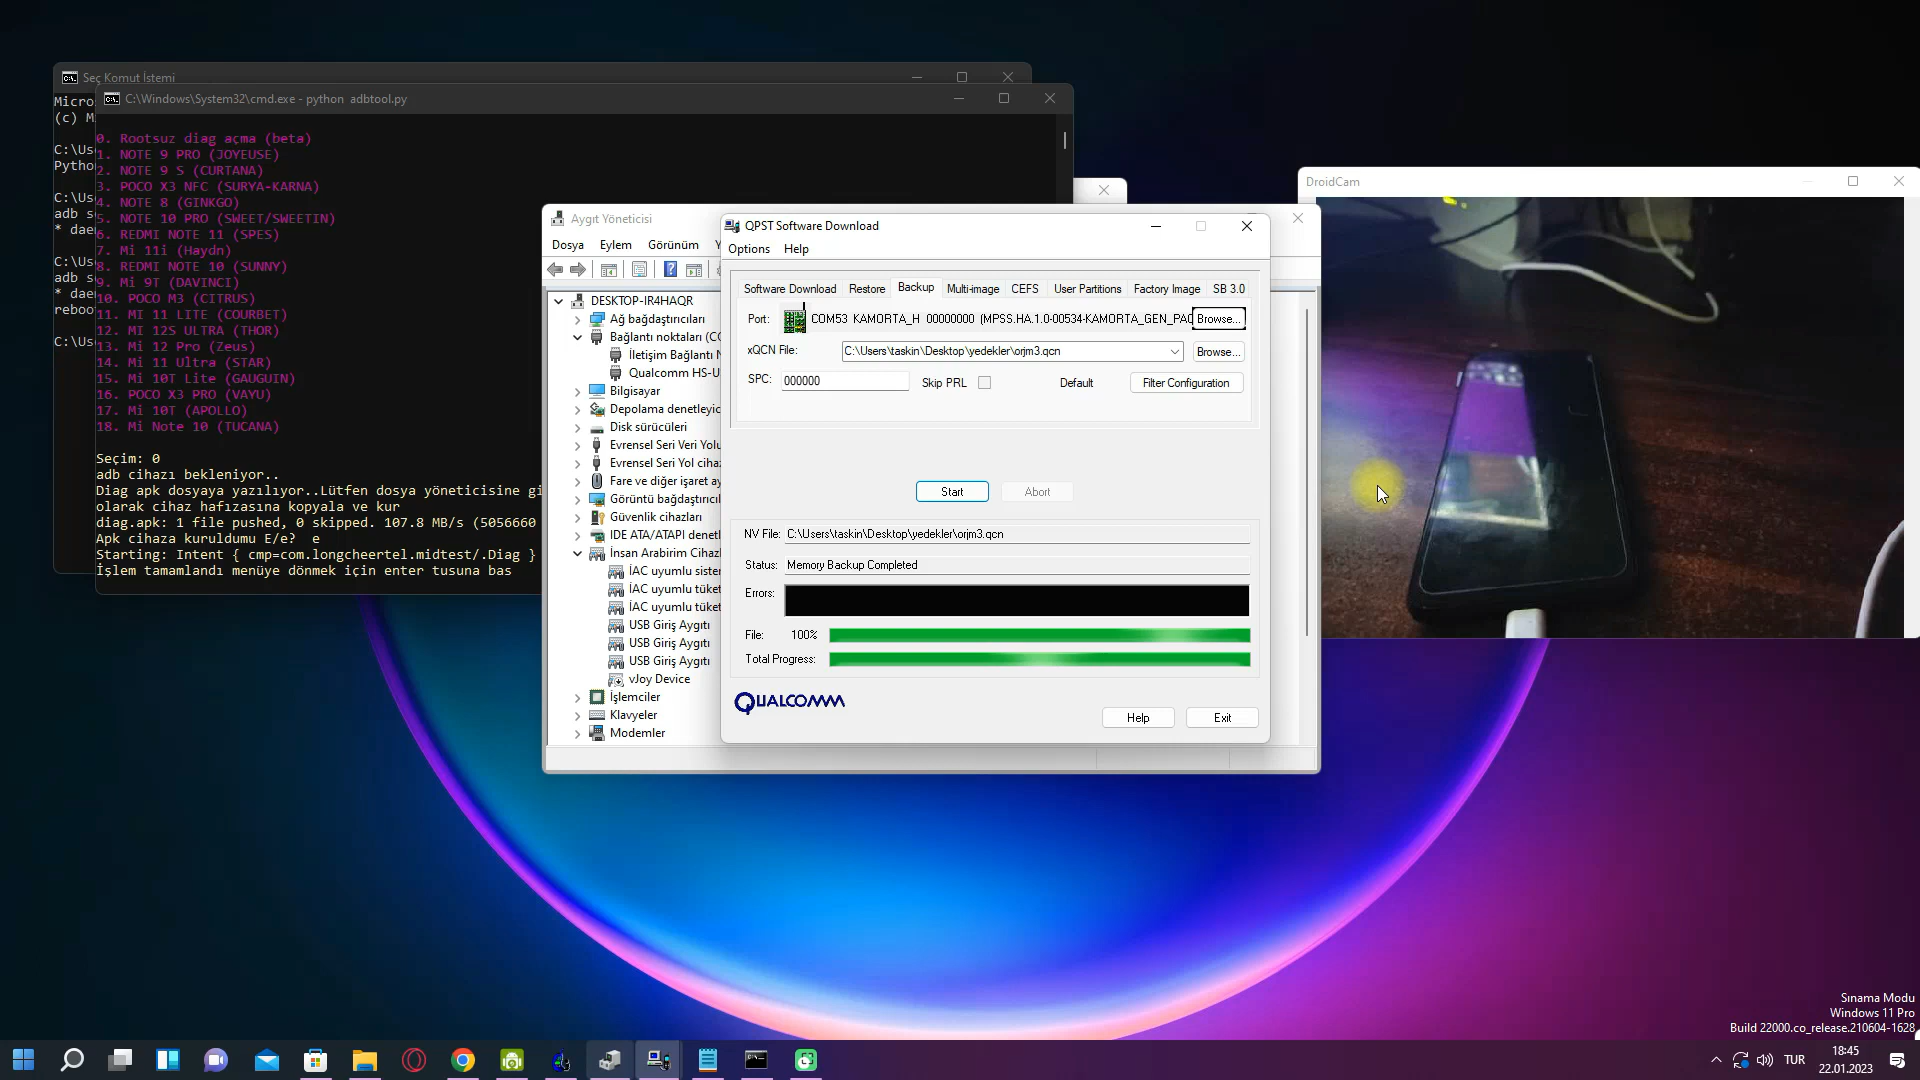 Seç Komut İstemi
Micro
(c) M
C:\Us
Pytho
C:\Us
adb s
* dae
C:\Us
adb s
* dae
reboo
C:\Us
C:\Windows\System32\cmd.exe - python  adbtool.py
0. Rootsuz diag açma (beta)
1. NOTE 9 PRO (JOYEUSE)
2. NOTE 9 S (CURTANA)
3. POCO X3 NFC (SURYA-KARNA)
4. NOTE 8 (GINKGO)
5. NOTE 10 PRO (SWEET/SWEETIN)
6. REDMI NOTE 11 (SPES)
7. Mi 11i (Haydn)
8. REDMI NOTE 10 (SUNNY)
9. Mi 9T (DAVINCI)
10. POCO M3 (CITRUS)
11. MI 11 LITE (COURBET)
12. MI 12S ULTRA (THOR)
13. Mi 12 Pro (Zeus)
14. Mi 11 Ultra (STAR)
15. Mi 10T Lite (GAUGUIN)
16. POCO X3 PRO (VAYU)
17. Mi 10T (APOLLO)
18. Mi Note 10 (TUCANA)
Seçim: 0
adb cihazı bekleniyor..
Diag apk dosyaya yazılıyor..Lütfen dosya yöneticisine gi
olarak cihaz hafızasına kopyala ve kur
diag.apk: 1 file pushed, 0 skipped. 107.8 MB/s (5056660
Apk cihaza kuruldumu E/e?  e
Starting: Intent { cmp=com.longcheertel.midtest/.Diag }
İşlem tamamlandı menüye dönmek için enter tusuna bas
Aygıt Yöneticisi
Dosya Eylem Görünüm Y
DESKTOP-IR4HAQR
Ağ bağdaştırıcıları
Bağlantı noktaları (CO
İletişim Bağlantı N
Qualcomm HS-U
Bilgisayar
Depolama denetleyic
Disk sürücüleri
Evrensel Seri Veri Yolu
Evrensel Seri Yol cihaz
Fare ve diğer işaret ay
Görüntü bağdaştırıcıl
Güvenlik cihazları
IDE ATA/ATAPI denetl
İnsan Arabirim Cihazl
İAC uyumlu sister
İAC uyumlu tüket
İAC uyumlu tüket
USB Giriş Aygıtı
USB Giriş Aygıtı
USB Giriş Aygıtı
vJoy Device
İşlemciler
Klavyeler
Modemler
QPST Software Download
Options Help
Software Download Restore Backup Multi-image CEFS User Partitions Factory Image SB 3.0
Port: COM53  KAMORTA_H  00000000  (MPSS.HA.1.0-00534-KAMORTA_GEN_PAC Browse...
xQCN File: C:\Users\taskin\Desktop\yedekler\orjm3.qcn Browse...
SPC: 000000 Skip PRL Default Filter Configuration
Start Abort
NV File: C:\Users\taskin\Desktop\yedekler\orjm3.qcn
Status: Memory Backup Completed
Errors:
File: 100%
Total Progress:
QUALCOMM
Help Exit
DroidCam
Sınama Modu
Windows 11 Pro
Build 22000.co_release.210604-1628
TUR
18:45
22.01.2023